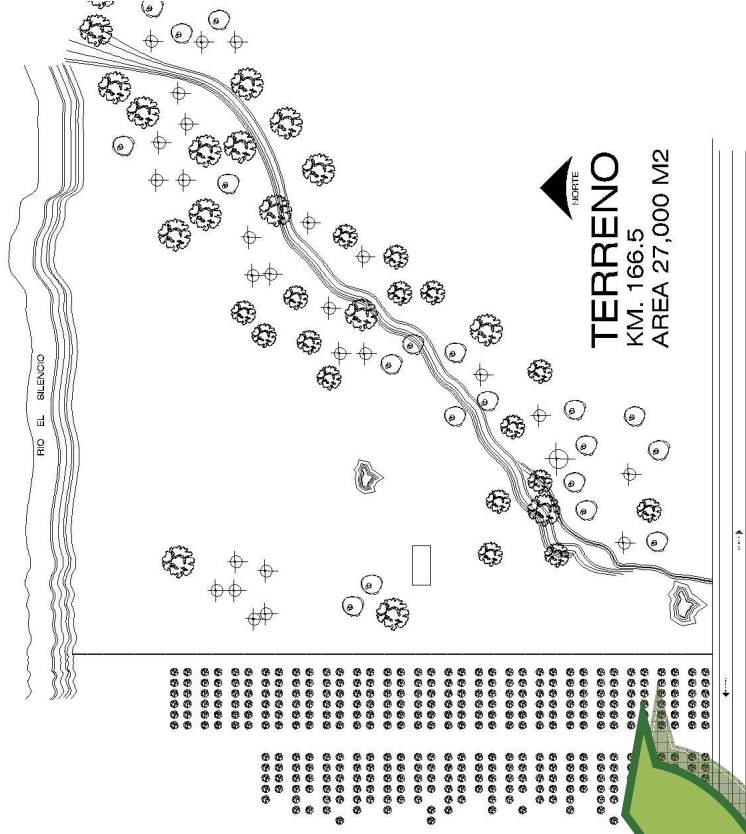 RIO EL SILENCIO
NORTE
TERRENO
KM. 166.5
AREA 27,000 M2